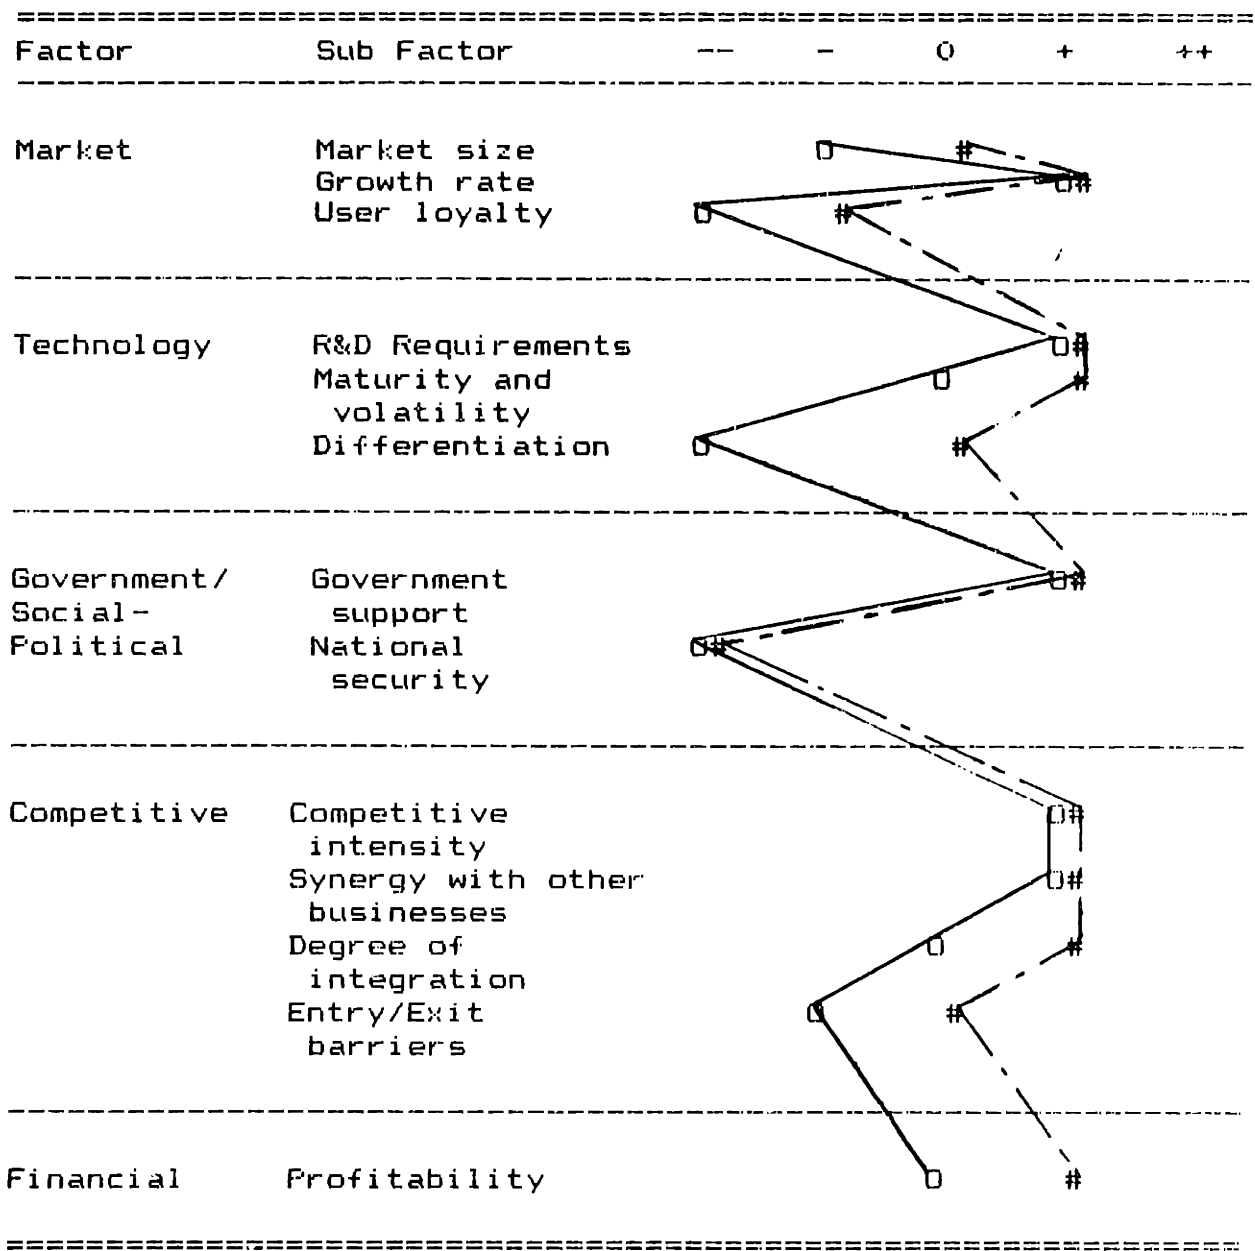 Factor Sub Factor -- - O + ++
Market Market size O #
Growth rate O#
User loyalty O #
Technology R&D Requirements O#
Maturity and O #
volatility
Differentiation O #
Government/ Government O#
Social- support
Political National O#
security
Competitive Competitive O#
intensity
Synergy with other O#
businesses
Degree of O #
integration
Entry/Exit O #
barriers
Financial Profitability O #